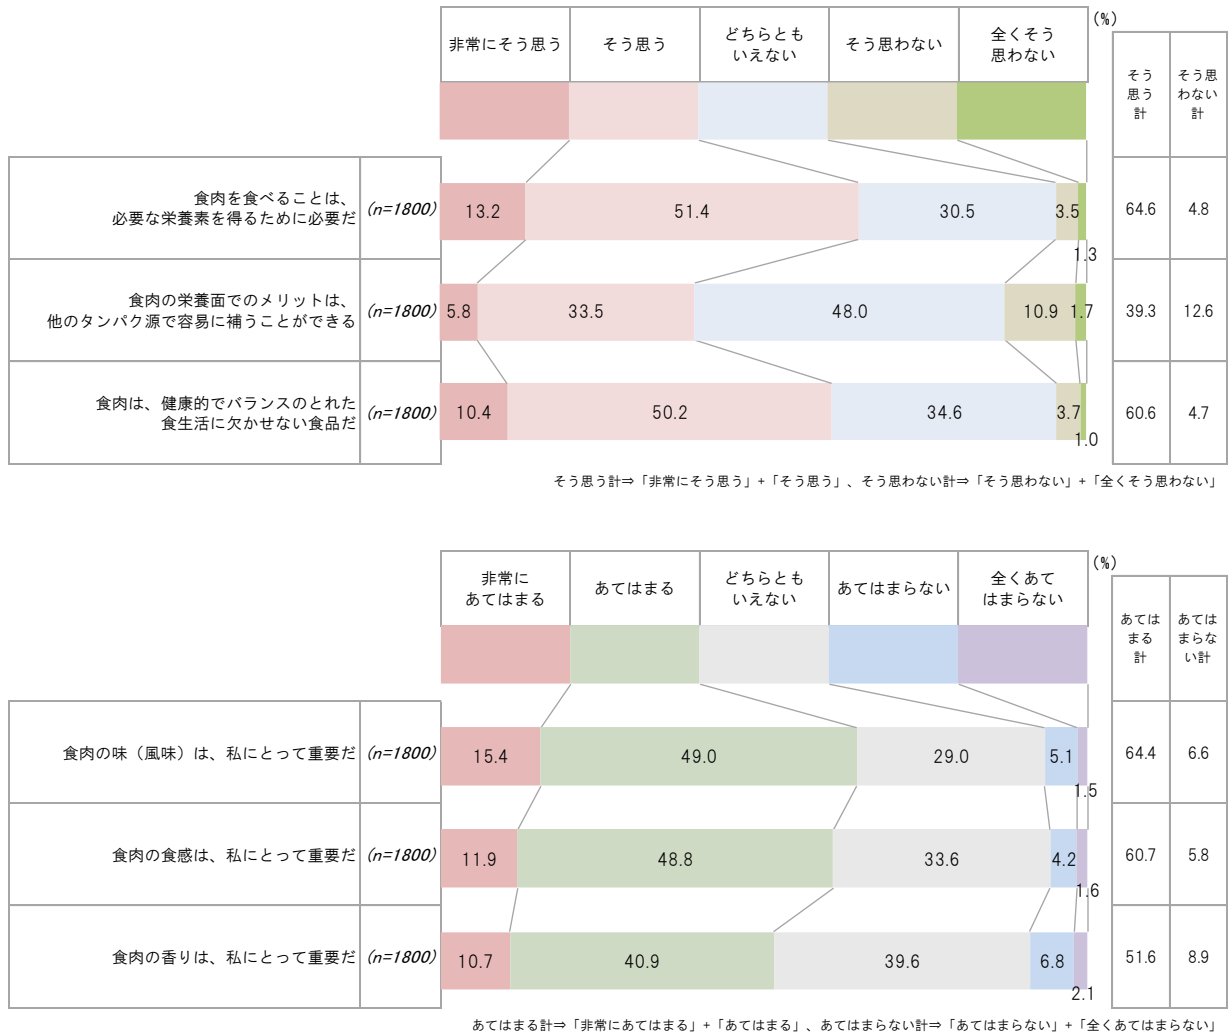 (%)
非常にそう思う そう思う どちらとも いえない そう思わない 全くそう 思わない
そう 思う 計 そう思 わない 計
食肉を食べることは、
必要な栄養素を得るために必要だ
(n=1800) 13.2 51.4 30.5 3.5 1.3 64.6 4.8
食肉の栄養面でのメリットは、
他のタンパク源で容易に補うことができる
(n=1800) 5.8 33.5 48.0 10.9 1.7 39.3 12.6
食肉は、健康的でバランスのとれた
食生活に欠かせない食品だ
(n=1800) 10.4 50.2 34.6 3.7 1.0 60.6 4.7
そう思う計⇒「非常にそう思う」+「そう思う」、そう思わない計⇒「そう思わない」+「全くそう思わない」
(%)
非常に あてはまる あてはまる どちらとも いえない あてはまらない 全くあて はまらない
あては まる 計 あては まらな い計
食肉の味（風味）は、私にとって重要だ (n=1800) 15.4 49.0 29.0 5.1 1.5 64.4 6.6
食肉の食感は、私にとって重要だ (n=1800) 11.9 48.8 33.6 4.2 1.6 60.7 5.8
食肉の香りは、私にとって重要だ (n=1800) 10.7 40.9 39.6 6.8 2.1 51.6 8.9
あてはまる計⇒「非常にあてはまる」+「あてはまる」、あてはまらない計⇒「あてはまらない」+「全くあてはまらない」